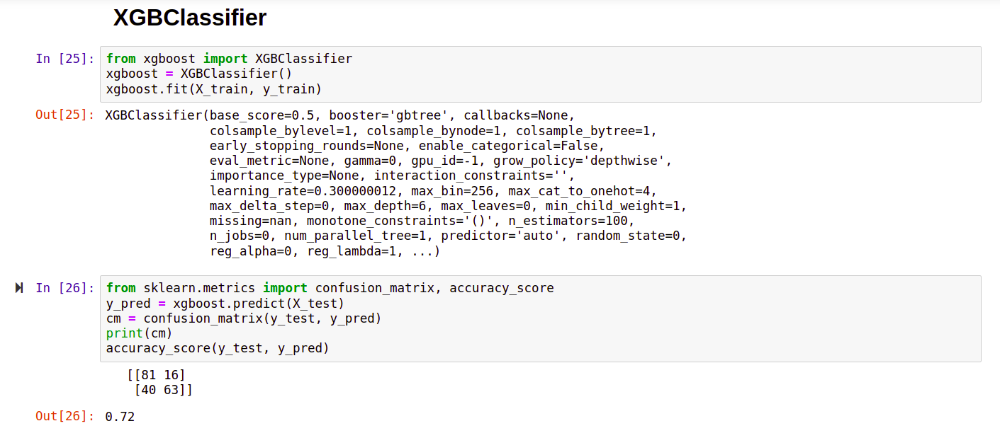 XGBClassifier
In [25]: from xgboost import XGBClassifier
xgboost = XGBClassifier()
xgboost.fit(X_train, y_train)
Out[25]: XGBClassifier(base_score=0.5, booster='gbtree', callbacks=None,
colsample_bylevel=1, colsample_bynode=1, colsample_bytree=1,
early_stopping_rounds=None, enable_categorical=False,
eval_metric=None, gamma=0, gpu_id=-1, grow_policy='depthwise',
importance_type=None, interaction_constraints='',
learning_rate=0.300000012, max_bin=256, max_cat_to_onehot=4,
max_delta_step=0, max_depth=6, max_leaves=0, min_child_weight=1,
missing=nan, monotone_constraints='()', n_estimators=100,
n_jobs=0, num_parallel_tree=1, predictor='auto', random_state=0,
reg_alpha=0, reg_lambda=1, ...)
In [26]: from sklearn.metrics import confusion_matrix, accuracy_score
y_pred = xgboost.predict(X_test)
cm = confusion_matrix(y_test, y_pred)
print(cm)
accuracy_score(y_test, y_pred)
[[81 16]
[40 63]]
Out[26]: 0.72